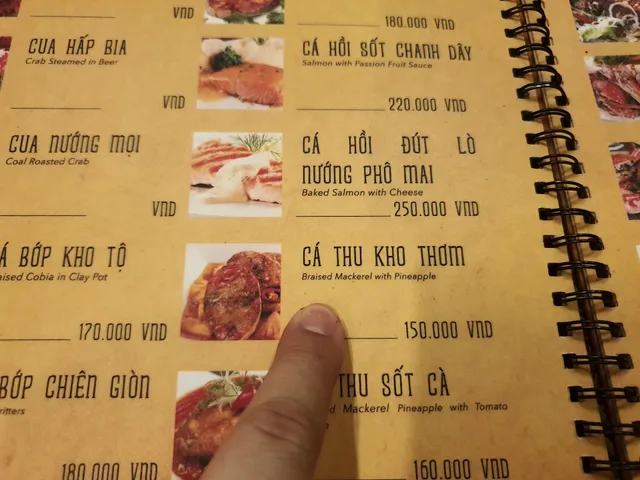 VND
CUA HẤP BIA
Crab Steamed in Beer
VND
CUA NƯỚNG MỌI
Coal Roasted Crab
VND
BỚP KHO TỘ
Cobia in Clay Pot
170.000 VND
BỚP CHIÊN GIÒN
180.000 VND
180.000 VND
CÁ HỒI SỐT CHANH DÂY
Salmon with Passion Fruit Sauce
220.000 VND
CÁ HỒI ĐÚT LÒ
NƯỚNG PHÔ MAI
Baked Salmon with Cheese
250.000 VND
CÁ THU KHO THƠM
Braised Mackerel with Pineapple
150.000 VND
THU SỐT CÀ
Mackerel Pineapple with Tomato
160.000 VND